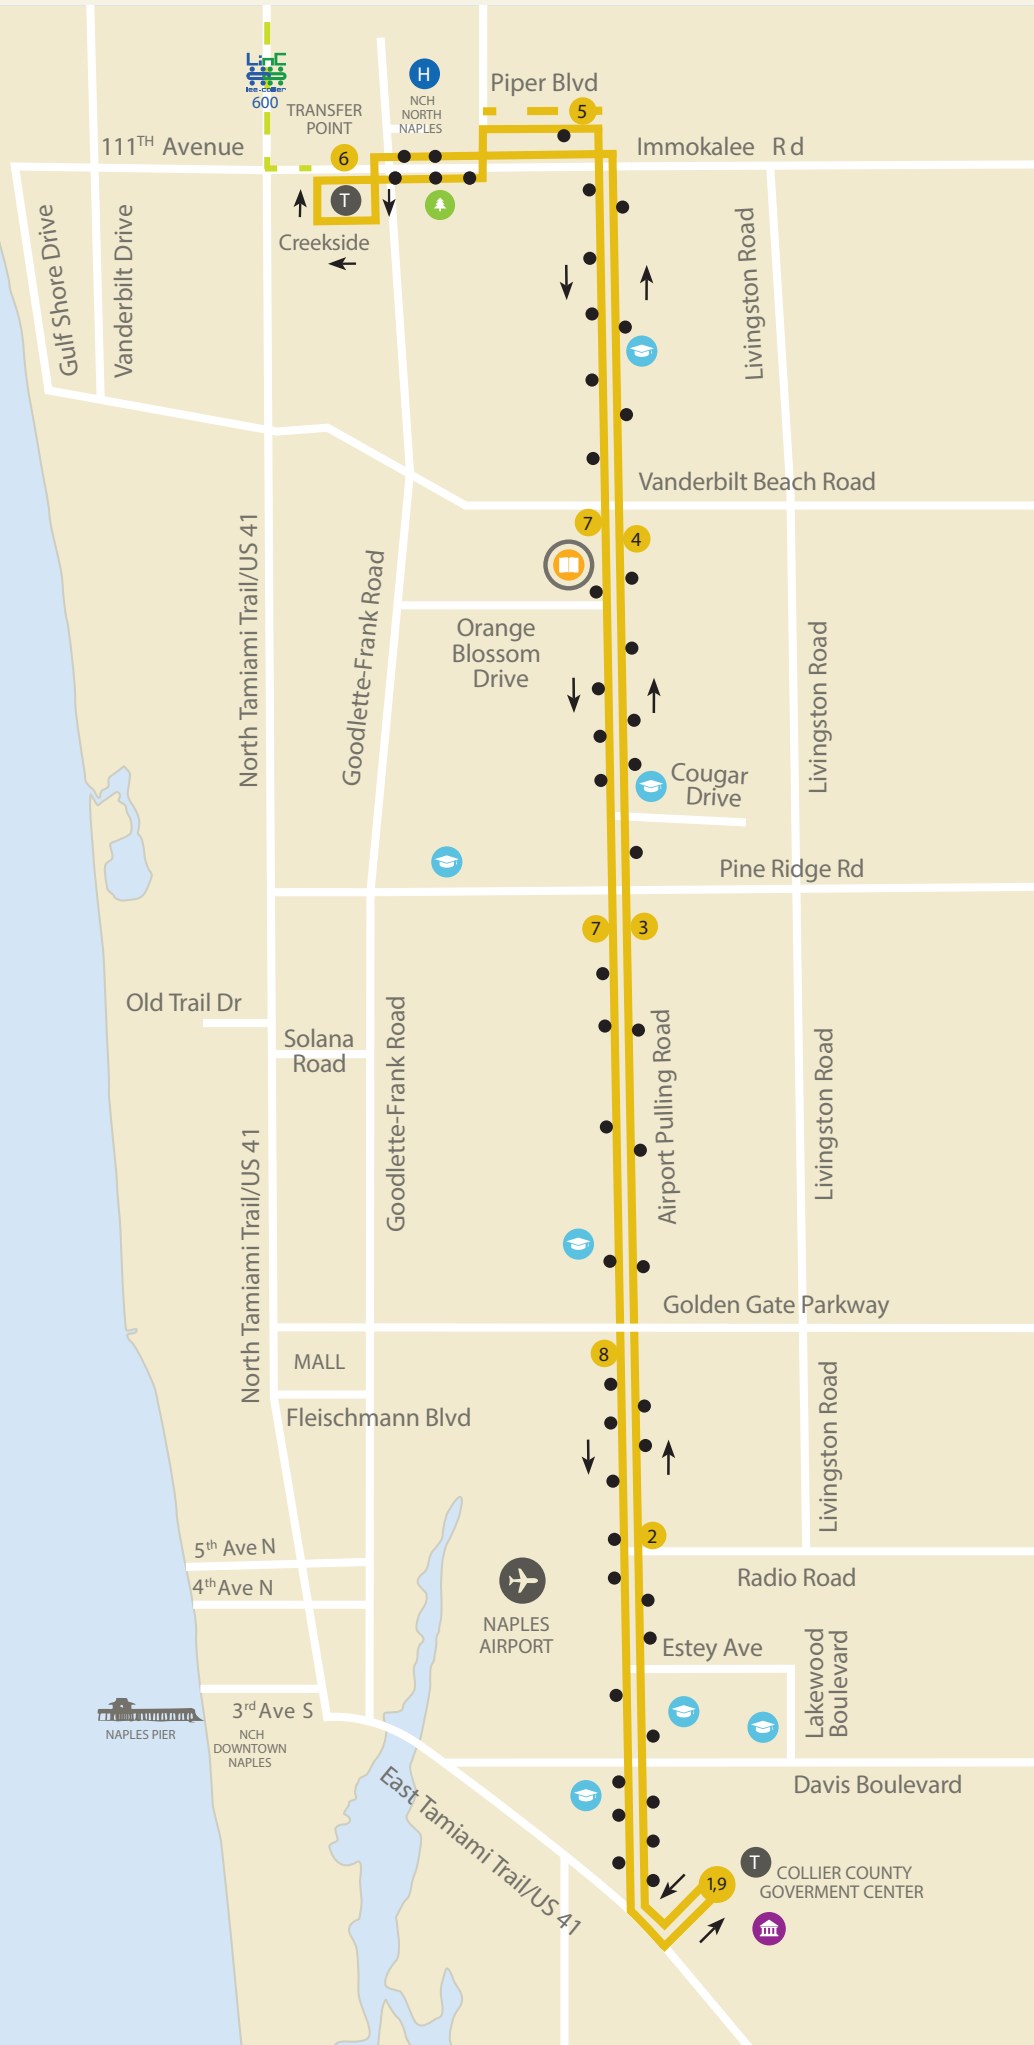 Piper Blvd
5
LinC
lee-collier
600
H
NCH
NORTH
NAPLES
TRANSFER
POINT
111TH Avenue
6
Immokalee Rd
T
Creekside
Gulf Shore Drive
Vanderbilt Drive
Livingston Road
Vanderbilt Beach Road
7
4
North Tamiami Trail/US 41
Goodlette-Frank Road
Orange
Blossom
Drive
Livingston Road
Cougar
Drive
Pine Ridge Rd
7
3
Old Trail Dr
Solana
Road
Goodlette-Frank Road
Airport Pulling Road
Livingston Road
North Tamiami Trail/US 41
Golden Gate Parkway
8
MALL
Fleischmann Blvd
Livingston Road
2
5th Ave N
4th Ave N
Radio Road
NAPLES
AIRPORT
Estey Ave
Lakewood
Boulevard
3rd Ave S
NAPLES PIER
NCH
DOWNTOWN
NAPLES
Davis Boulevard
East Tamiami Trail/US 41
T
1,9
COLLIER COUNTY
GOVERMENT CENTER